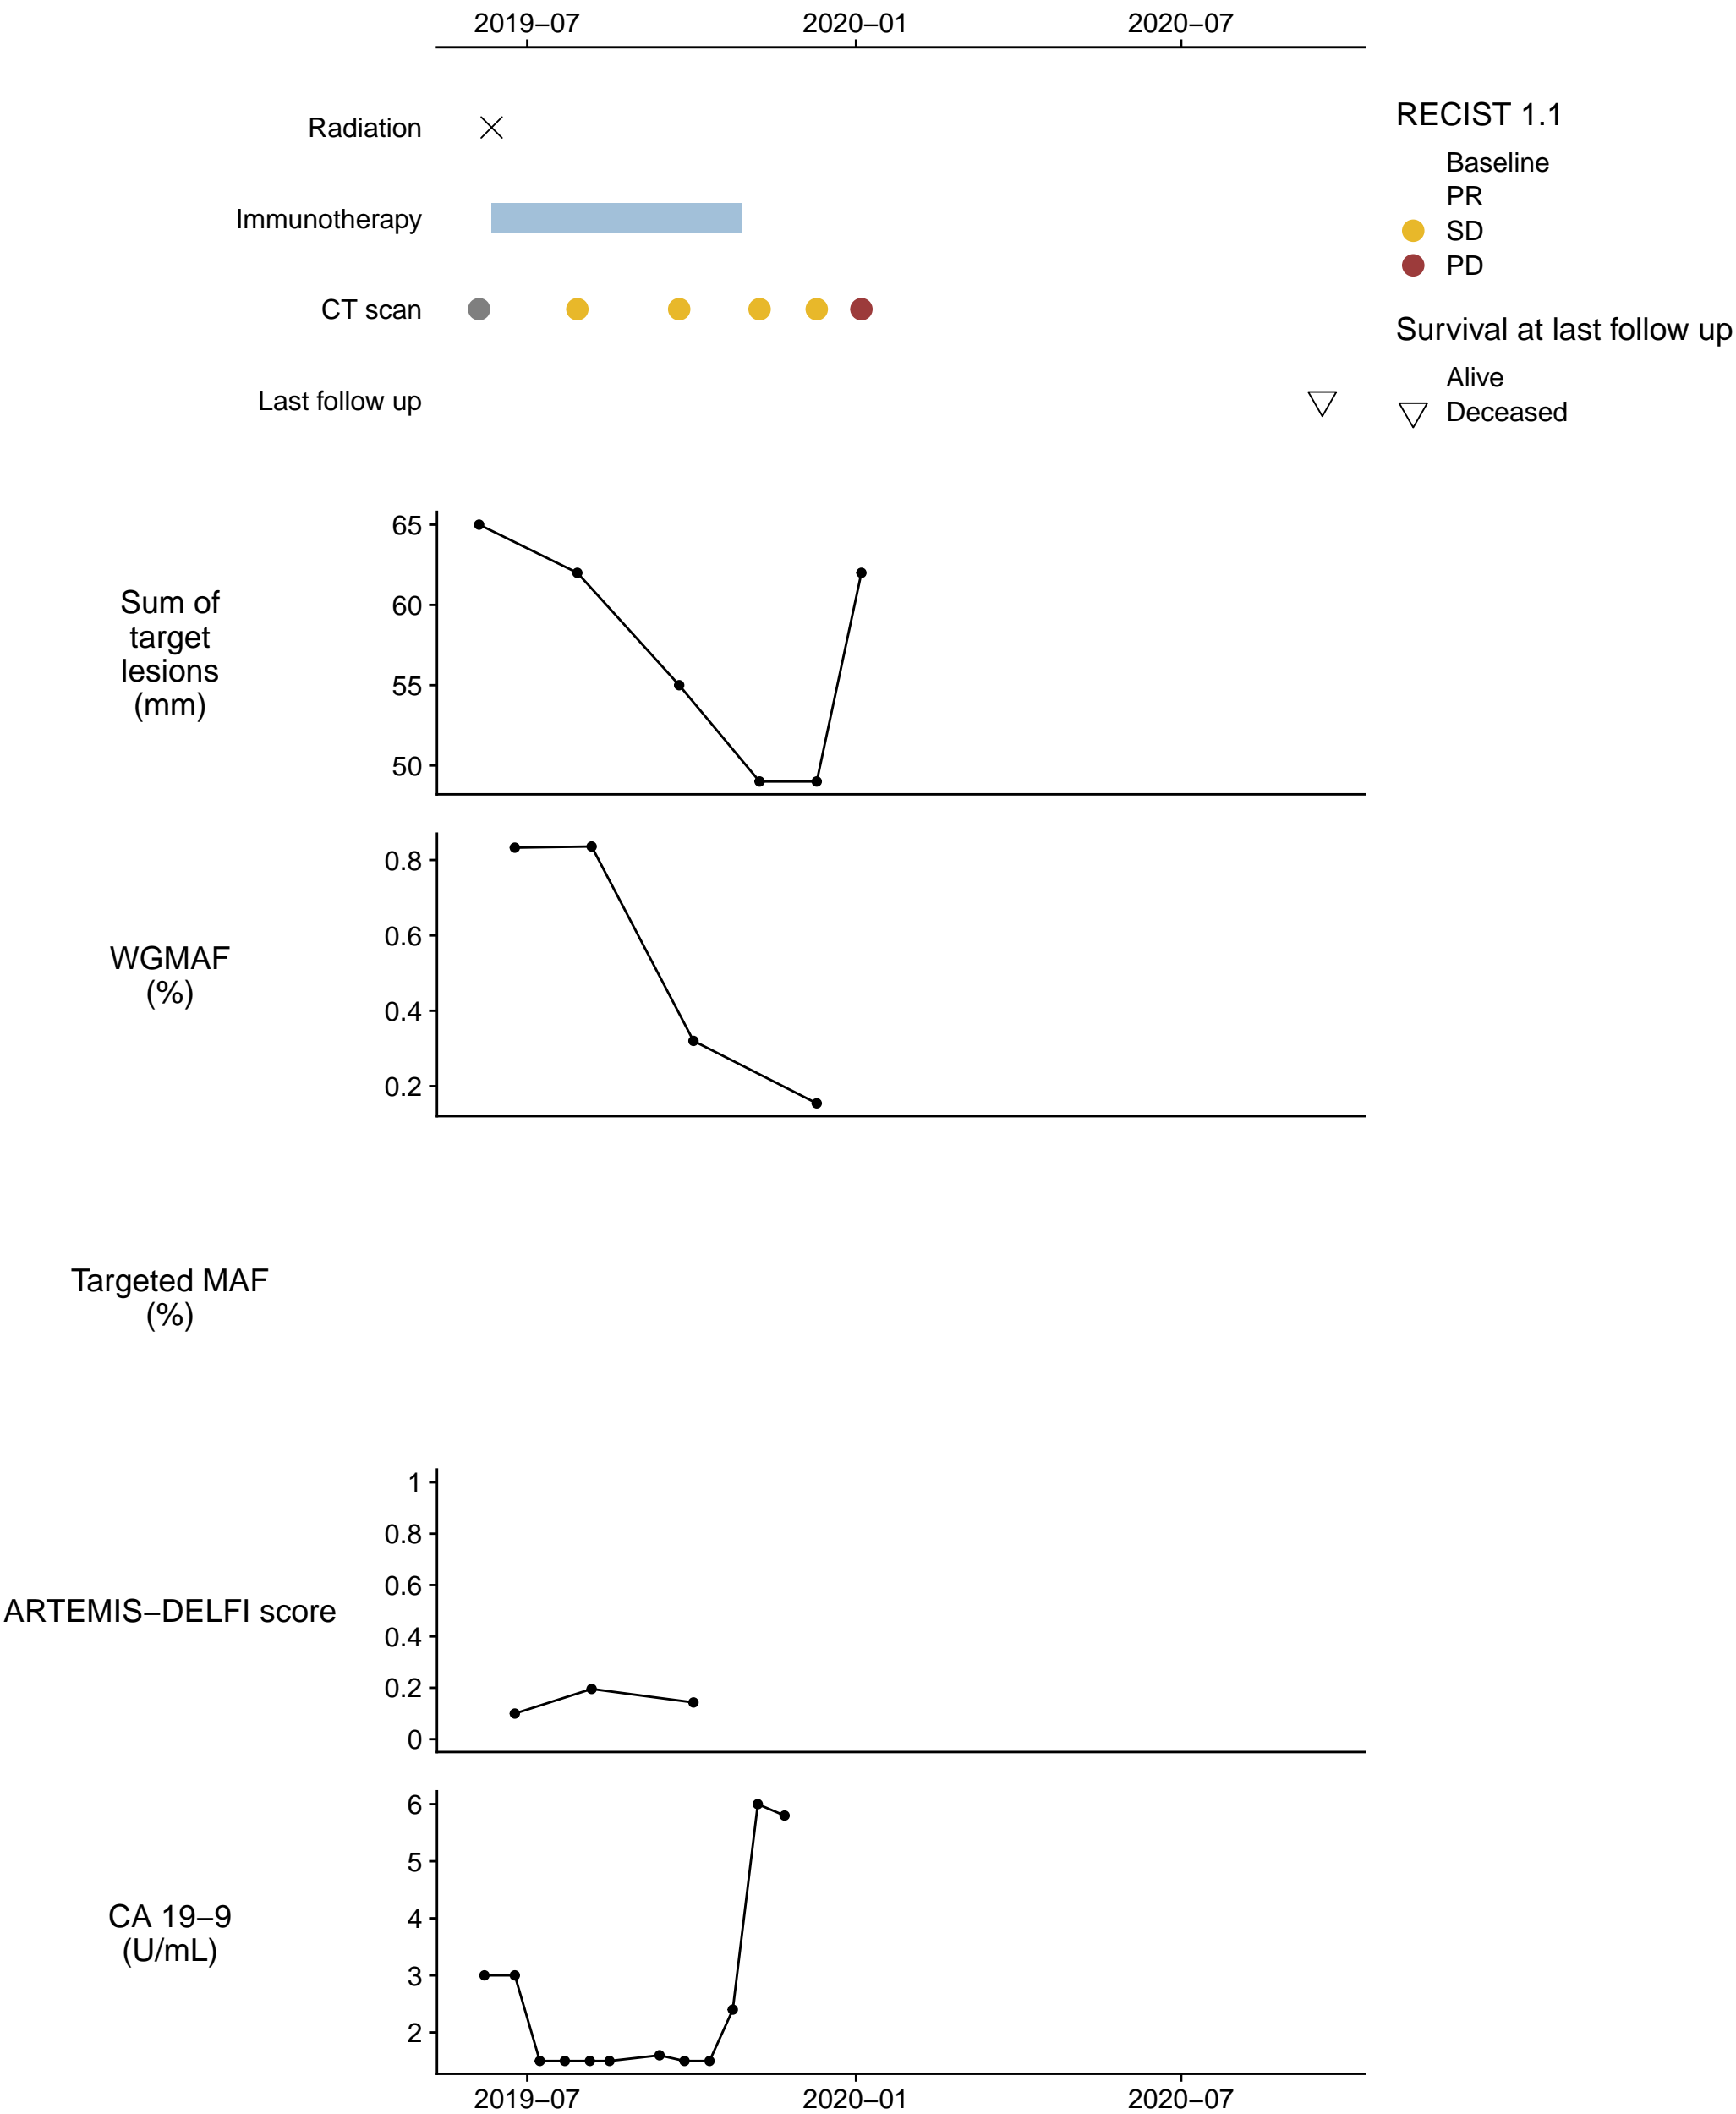 2019–07
2020–01
2020–07
Radiation
Immunotherapy
CT scan
Last follow up
RECIST 1.1
Baseline
PR
SD
PD
Survival at last follow up
Alive
Deceased
Sum of
target
lesions
(mm)
65
60
55
50
WGMAF
(%)
0.8
0.6
0.4
0.2
Targeted MAF
(%)
ARTEMIS–DELFI score
1
0.8
0.6
0.4
0.2
0
CA 19–9
(U/mL)
6
5
4
3
2
2019–07
2020–01
2020–07